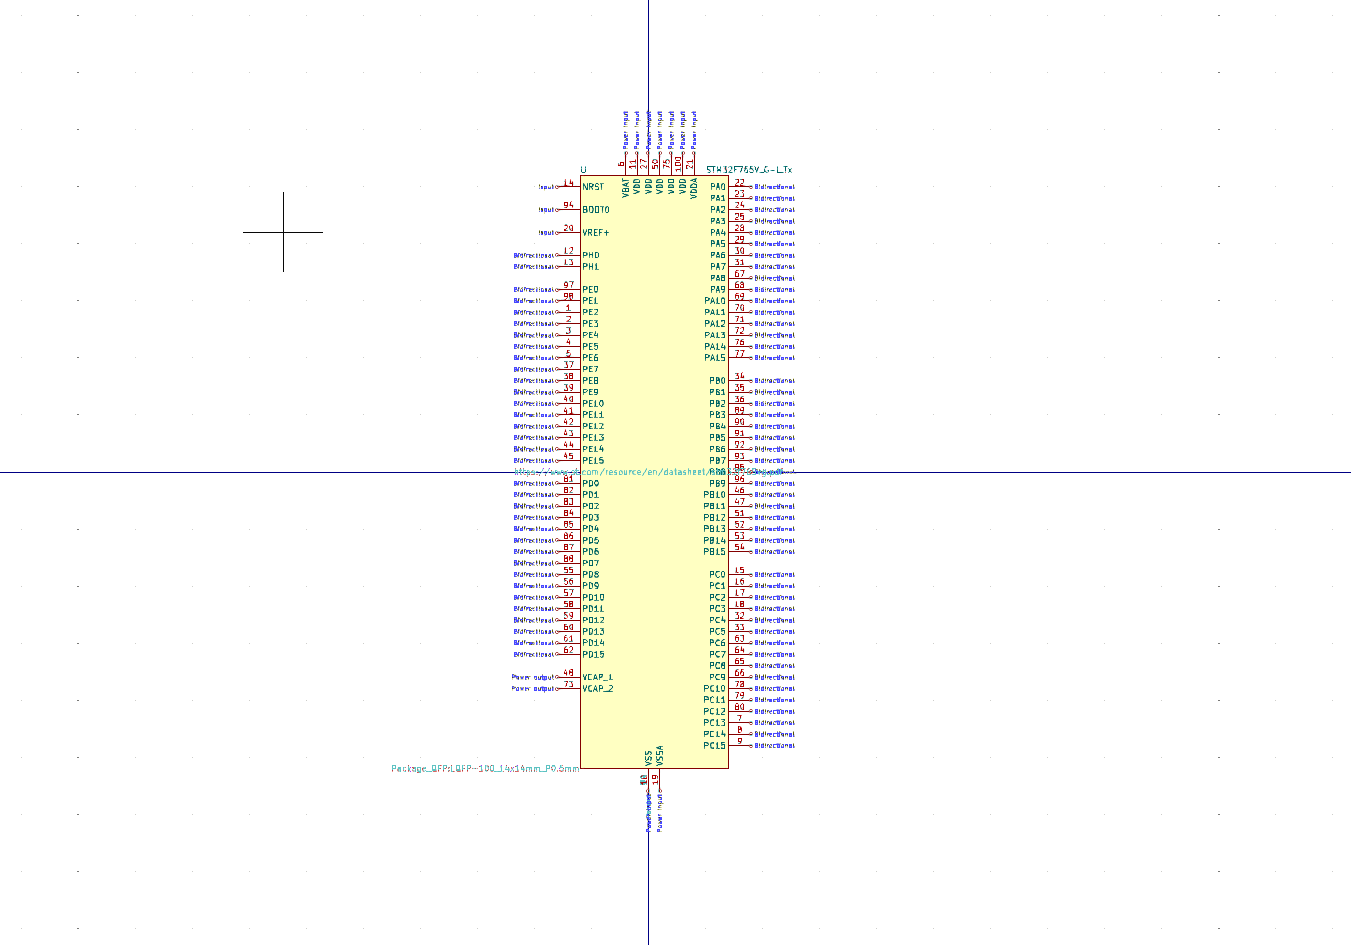 Power input Power input Power input Power input Power input Power input Power input
6 11 27 50 75 100 21
U STM32F765V_G-I_Tx
VBAT VDD VDD VDD VDD VDD VDDA
Input 14 NRST PA0 22 Bidirectional
PA1 23 Bidirectional
Input 94 BOOT0 PA2 24 Bidirectional
PA3 25 Bidirectional
Input 20 VREF+ PA4 28 Bidirectional
PA5 29 Bidirectional
Bidirectional 12 PH0 PA6 30 Bidirectional
Bidirectional 13 PH1 PA7 31 Bidirectional
PA8 67 Bidirectional
Bidirectional 97 PE0 PA9 68 Bidirectional
Bidirectional 98 PE1 PA10 69 Bidirectional
Bidirectional 1 PE2 PA11 70 Bidirectional
Bidirectional 2 PE3 PA12 71 Bidirectional
Bidirectional 3 PE4 PA13 72 Bidirectional
Bidirectional 4 PE5 PA14 76 Bidirectional
Bidirectional 5 PE6 PA15 77 Bidirectional
Bidirectional 37 PE7
Bidirectional 38 PE8 PB0 34 Bidirectional
Bidirectional 39 PE9 PB1 35 Bidirectional
Bidirectional 40 PE10 PB2 36 Bidirectional
Bidirectional 41 PE11 PB3 89 Bidirectional
Bidirectional 42 PE12 PB4 90 Bidirectional
Bidirectional 43 PE13 PB5 91 Bidirectional
Bidirectional 44 PE14 PB6 92 Bidirectional
Bidirectional 45 PE15 PB7 93 Bidirectional
https://www.st.com/resource/en/datasheet/ PB8 95 Bidirectional
Bidirectional 81 PD0 PB9 96 Bidirectional
Bidirectional 82 PD1 PB10 46 Bidirectional
Bidirectional 83 PD2 PB11 47 Bidirectional
Bidirectional 84 PD3 PB12 51 Bidirectional
Bidirectional 85 PD4 PB13 52 Bidirectional
Bidirectional 86 PD5 PB14 53 Bidirectional
Bidirectional 87 PD6 PB15 54 Bidirectional
Bidirectional 88 PD7
Bidirectional 55 PD8 PC0 15 Bidirectional
Bidirectional 56 PD9 PC1 16 Bidirectional
Bidirectional 57 PD10 PC2 17 Bidirectional
Bidirectional 58 PD11 PC3 18 Bidirectional
Bidirectional 59 PD12 PC4 32 Bidirectional
Bidirectional 60 PD13 PC5 33 Bidirectional
Bidirectional 61 PD14 PC6 63 Bidirectional
Bidirectional 62 PD15 PC7 64 Bidirectional
PC8 65 Bidirectional
Power output 48 VCAP_1 PC9 66 Bidirectional
Power output 73 VCAP_2 PC10 78 Bidirectional
PC11 79 Bidirectional
PC12 80 Bidirectional
PC13 7 Bidirectional
PC14 8 Bidirectional
PC15 9 Bidirectional
VSS VSSA
Package_QFP:LQFP-100_14x14mm_P0.5mm
19
Power input Power input